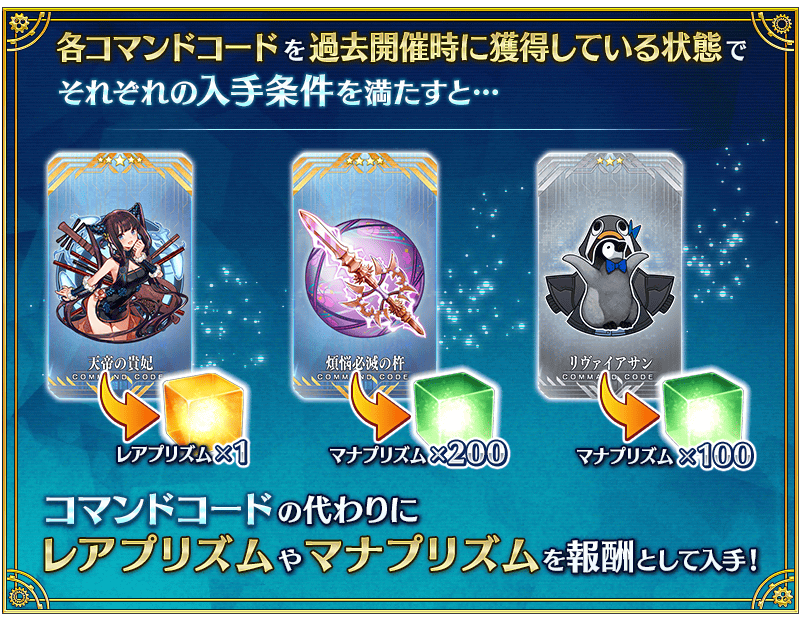 各コマンドコードを過去開催時に獲得している状態で
それぞれの入手条件を満たすと…
天帝の貴妃
COMMAND CODE
レアプリズム×1
煩悩必滅の杵
COMMAND CODE
マナプリズム×200
リヴァイアサン
COMMAND CODE
マナプリズム×100
コマンドコードの代わりに
レアプリズムやマナプリズムを報酬として入手!